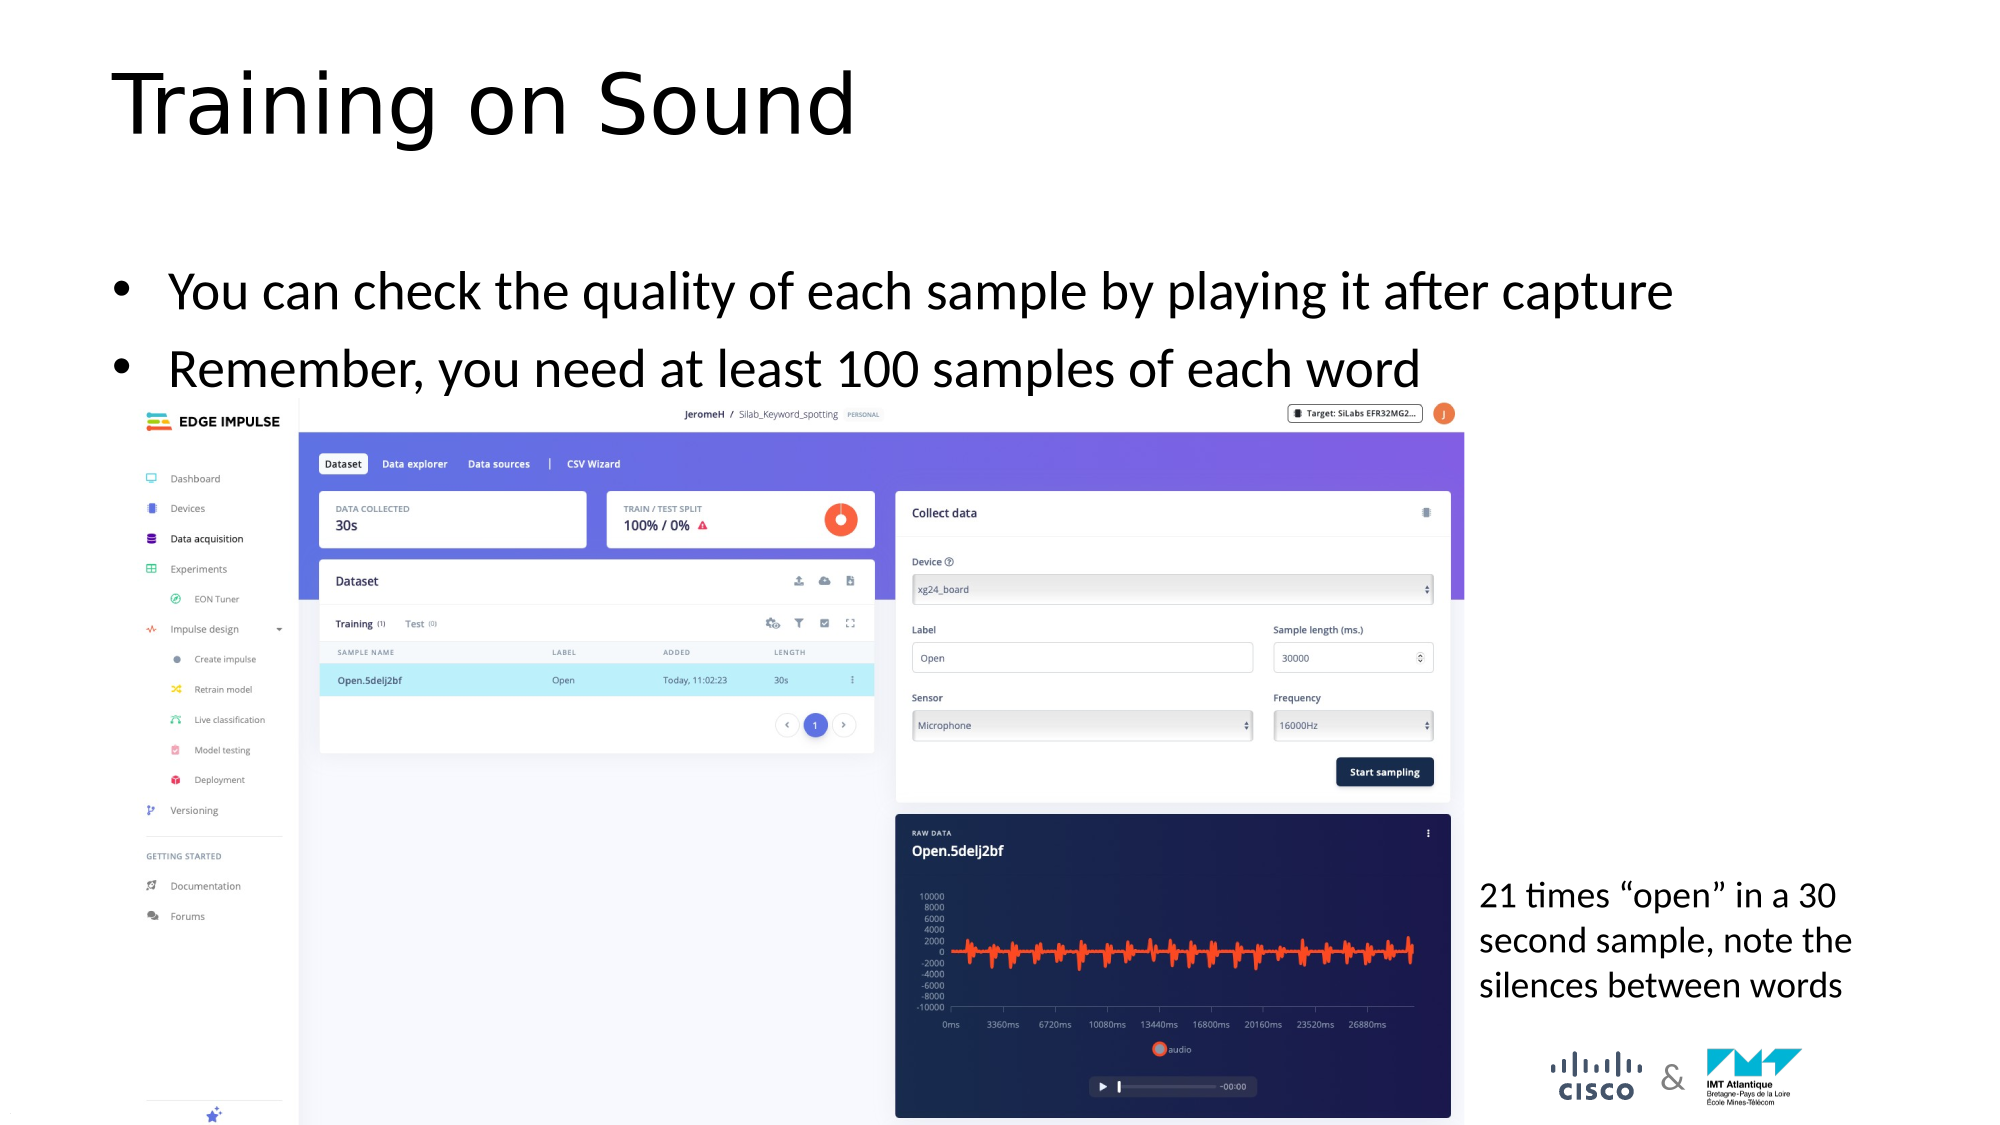 Training on Sound
• You can check the quality of each sample by playing it after capture
• Remember, you need at least 100 samples of each word
EDGE IMPULSE
JeromeH / Silab_Keyword_spotting PERSONAL
Target: SiLabs EFR32MG2...
J
Dashboard
Devices
Data acquisition
Experiments
EON Tuner
Impulse design
Create impulse
Retrain model
Live classification
Model testing
Deployment
Versioning
GETTING STARTED
Documentation
Forums
Dataset Data explorer Data sources | CSV Wizard
DATA COLLECTED
30s
TRAIN / TEST SPLIT
100% / 0%
Dataset
Training (1) Test (0)
SAMPLE NAME LABEL ADDED LENGTH
Open.5delj2bf Open Today, 11:02:23 30s
1
Collect data
Device
xg24_board
Label Sample length (ms.)
Open 30000
Sensor Frequency
Microphone 16000Hz
Start sampling
RAW DATA
Open.5delj2bf
10000
8000
6000
4000
2000
0
-2000
-4000
-6000
-8000
-10000
0ms 3360ms 6720ms 10080ms 13440ms 16800ms 20160ms 23520ms 26880ms
audio
-00:00
21 times “open” in a 30
second sample, note the
silences between words
CISCO & IMT Atlantique
Bretagne-Pays de la Loire
École Mines-Télécom